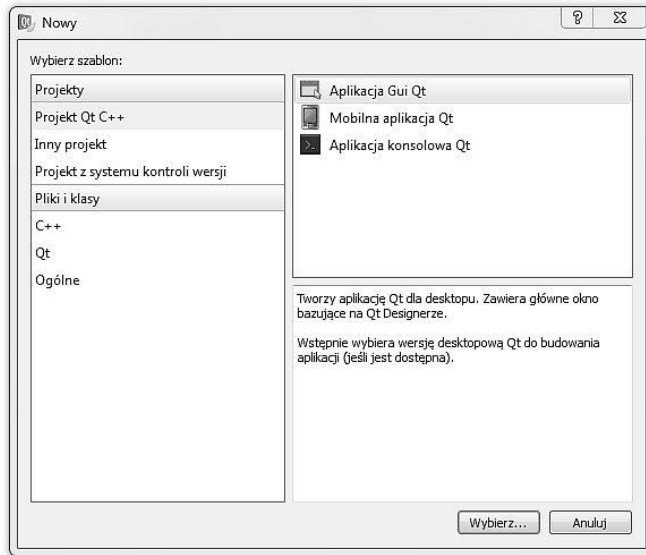 Nowy
Wybierz szablon:
Projekty
Projekt Qt C++
Inny projekt
Projekt z systemu kontroli wersji
Pliki i klasy
C++
Qt
Ogólne
Aplikacja Gui Qt
Mobilna aplikacja Qt
Aplikacja konsolowa Qt
Tworzy aplikację Qt dla desktopu. Zawiera główne okno
bazujące na Qt Designerze.
Wstępnie wybiera wersję desktopową Qt do budowania
aplikacji (jeśli jest dostępna).
Wybierz...
Anuluj